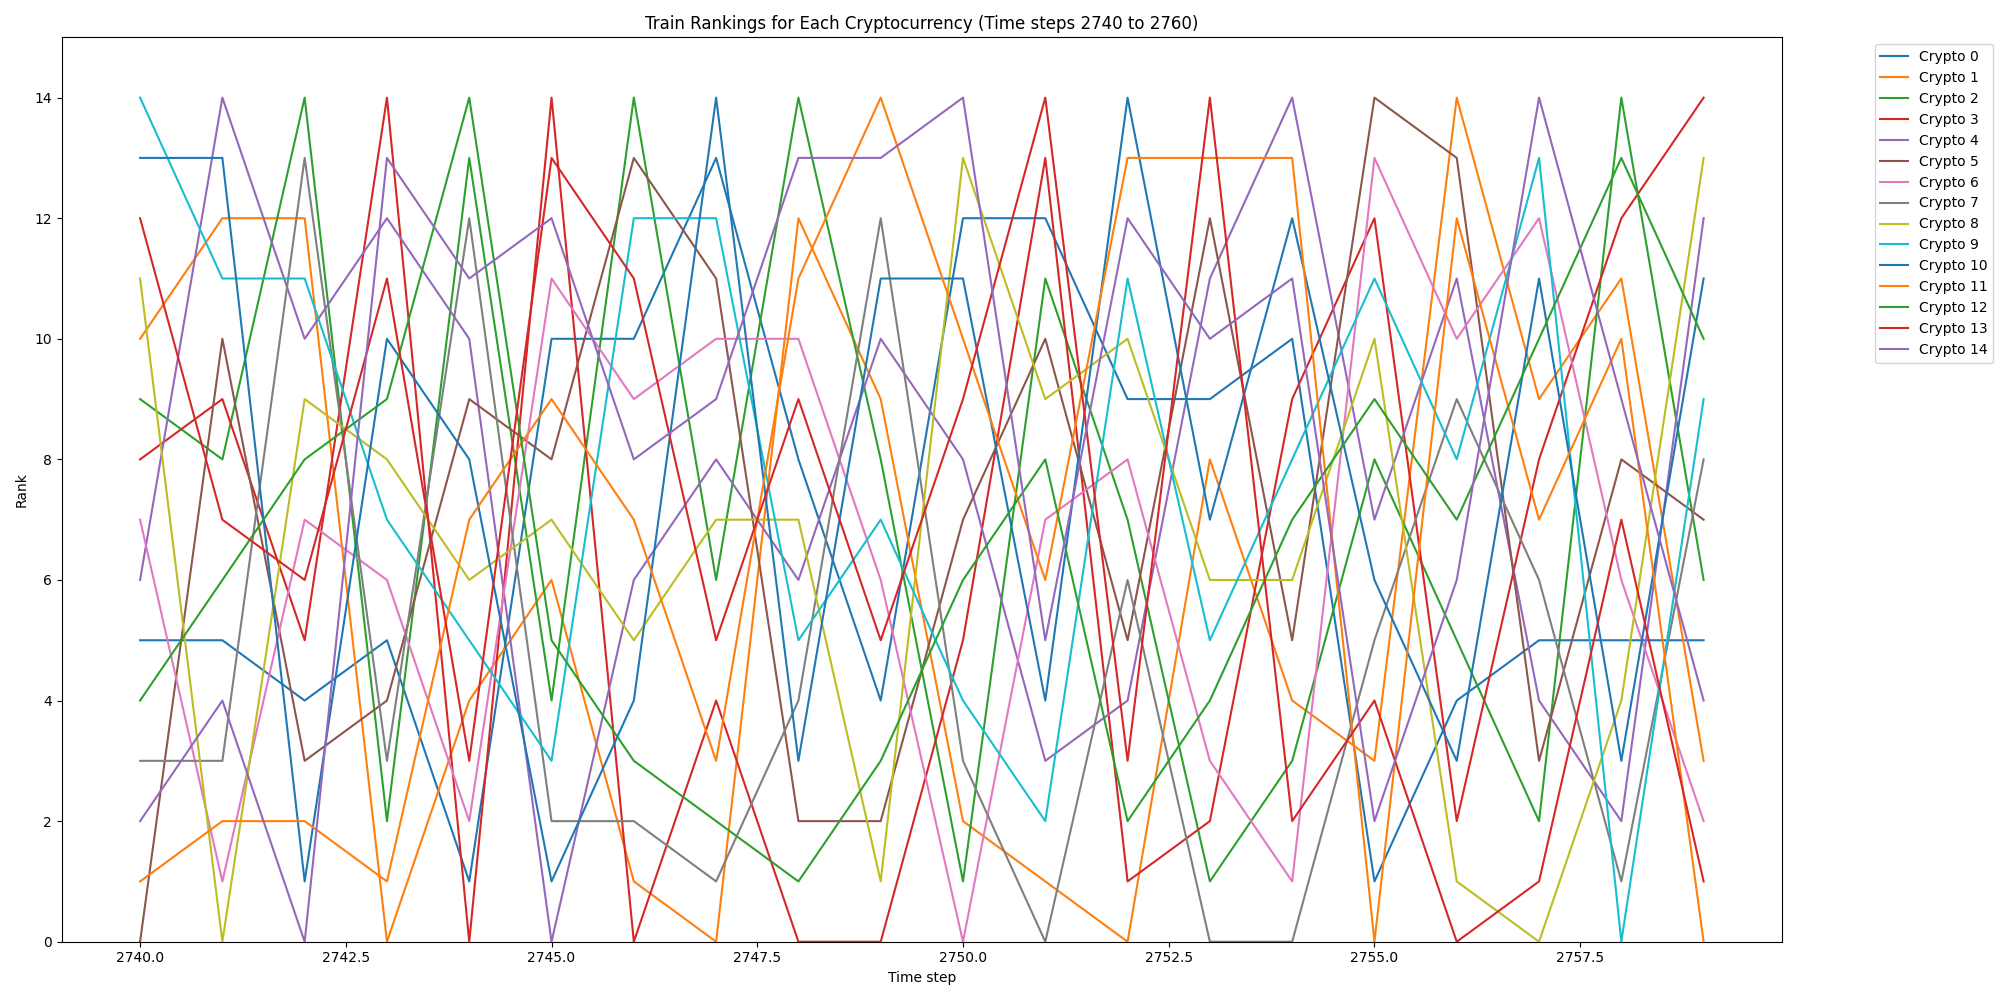 Train Rankings for Each Cryptocurrency (Time steps 2740 to 2760)
Rank
14
12
10
8
6
4
2
0
2740.0
2742.5
2745.0
2747.5
2750.0
2752.5
2755.0
2757.5
Time step
Crypto 0
Crypto 1
Crypto 2
Crypto 3
Crypto 4
Crypto 5
Crypto 6
Crypto 7
Crypto 8
Crypto 9
Crypto 10
Crypto 11
Crypto 12
Crypto 13
Crypto 14